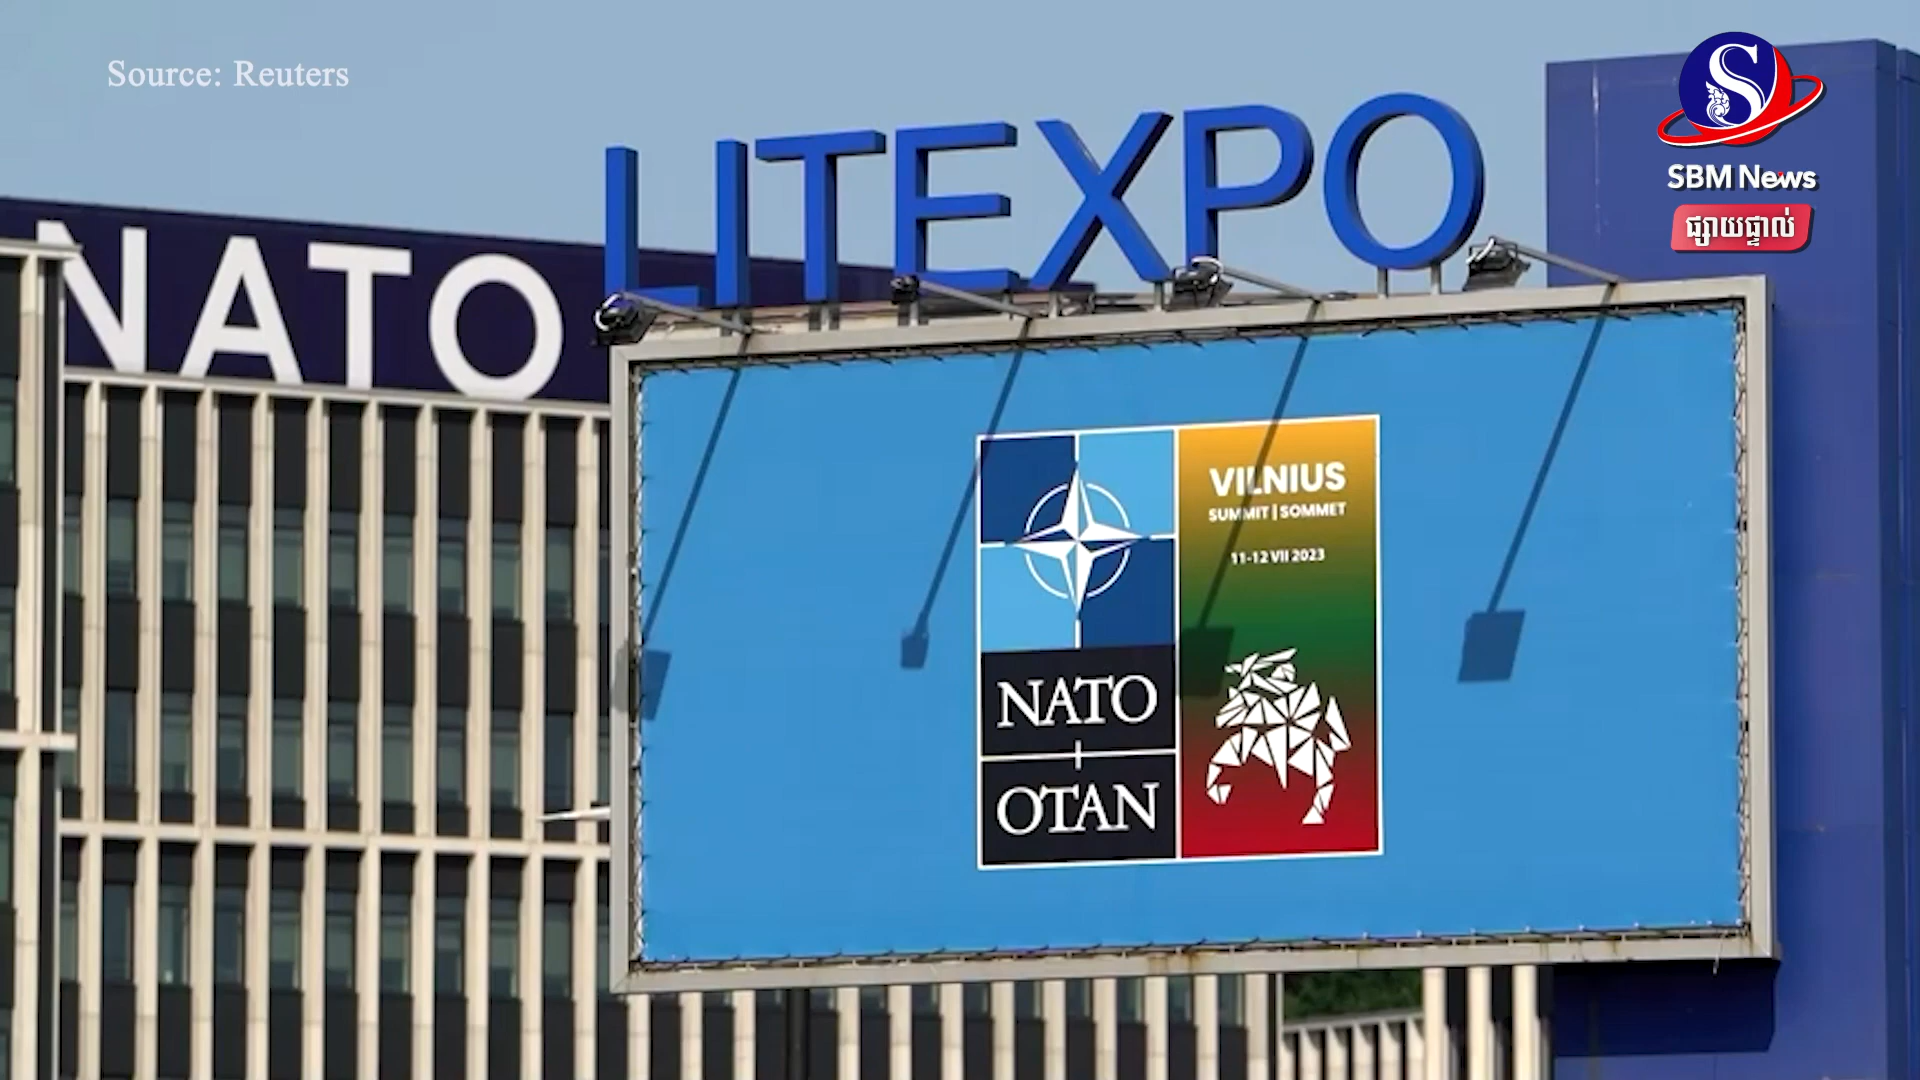 Source: Reuters
SBM News
ផ្សាយផ្ទាល់
LITEXPO
NATO
VILNIUS
SUMMIT | SOMMET
11-12 VII 2023
NATO
OTAN